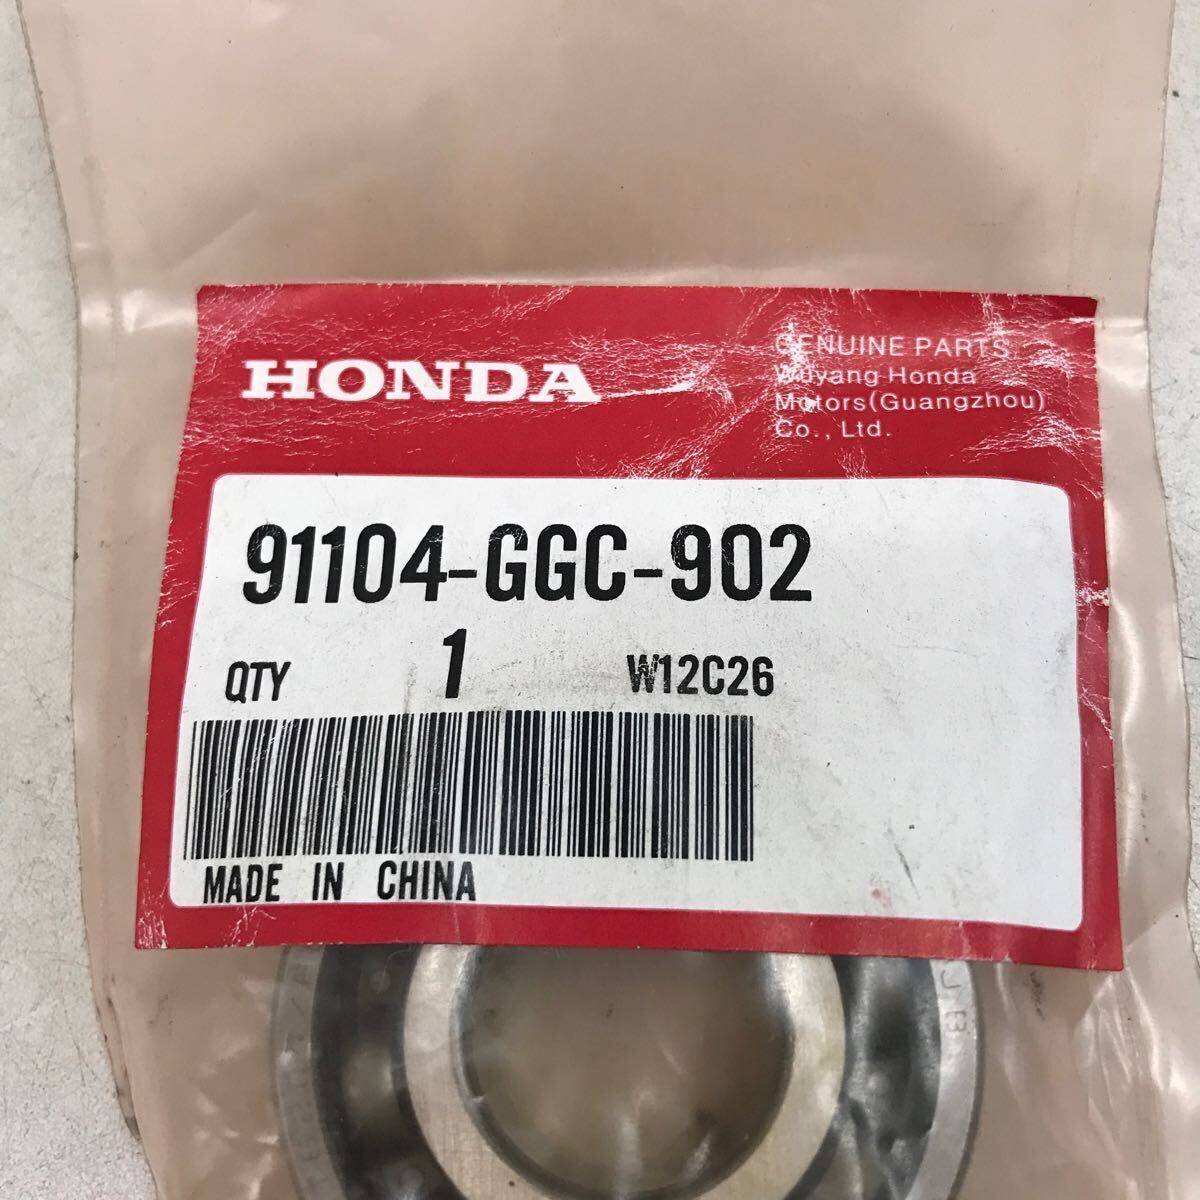 HONDA
GENUINE PARTS
Wuyang Honda
Motors(Guangzhou)
Co., Ltd.
91104-GGC-902
QTY 1 W12C26
MADE IN CHINA